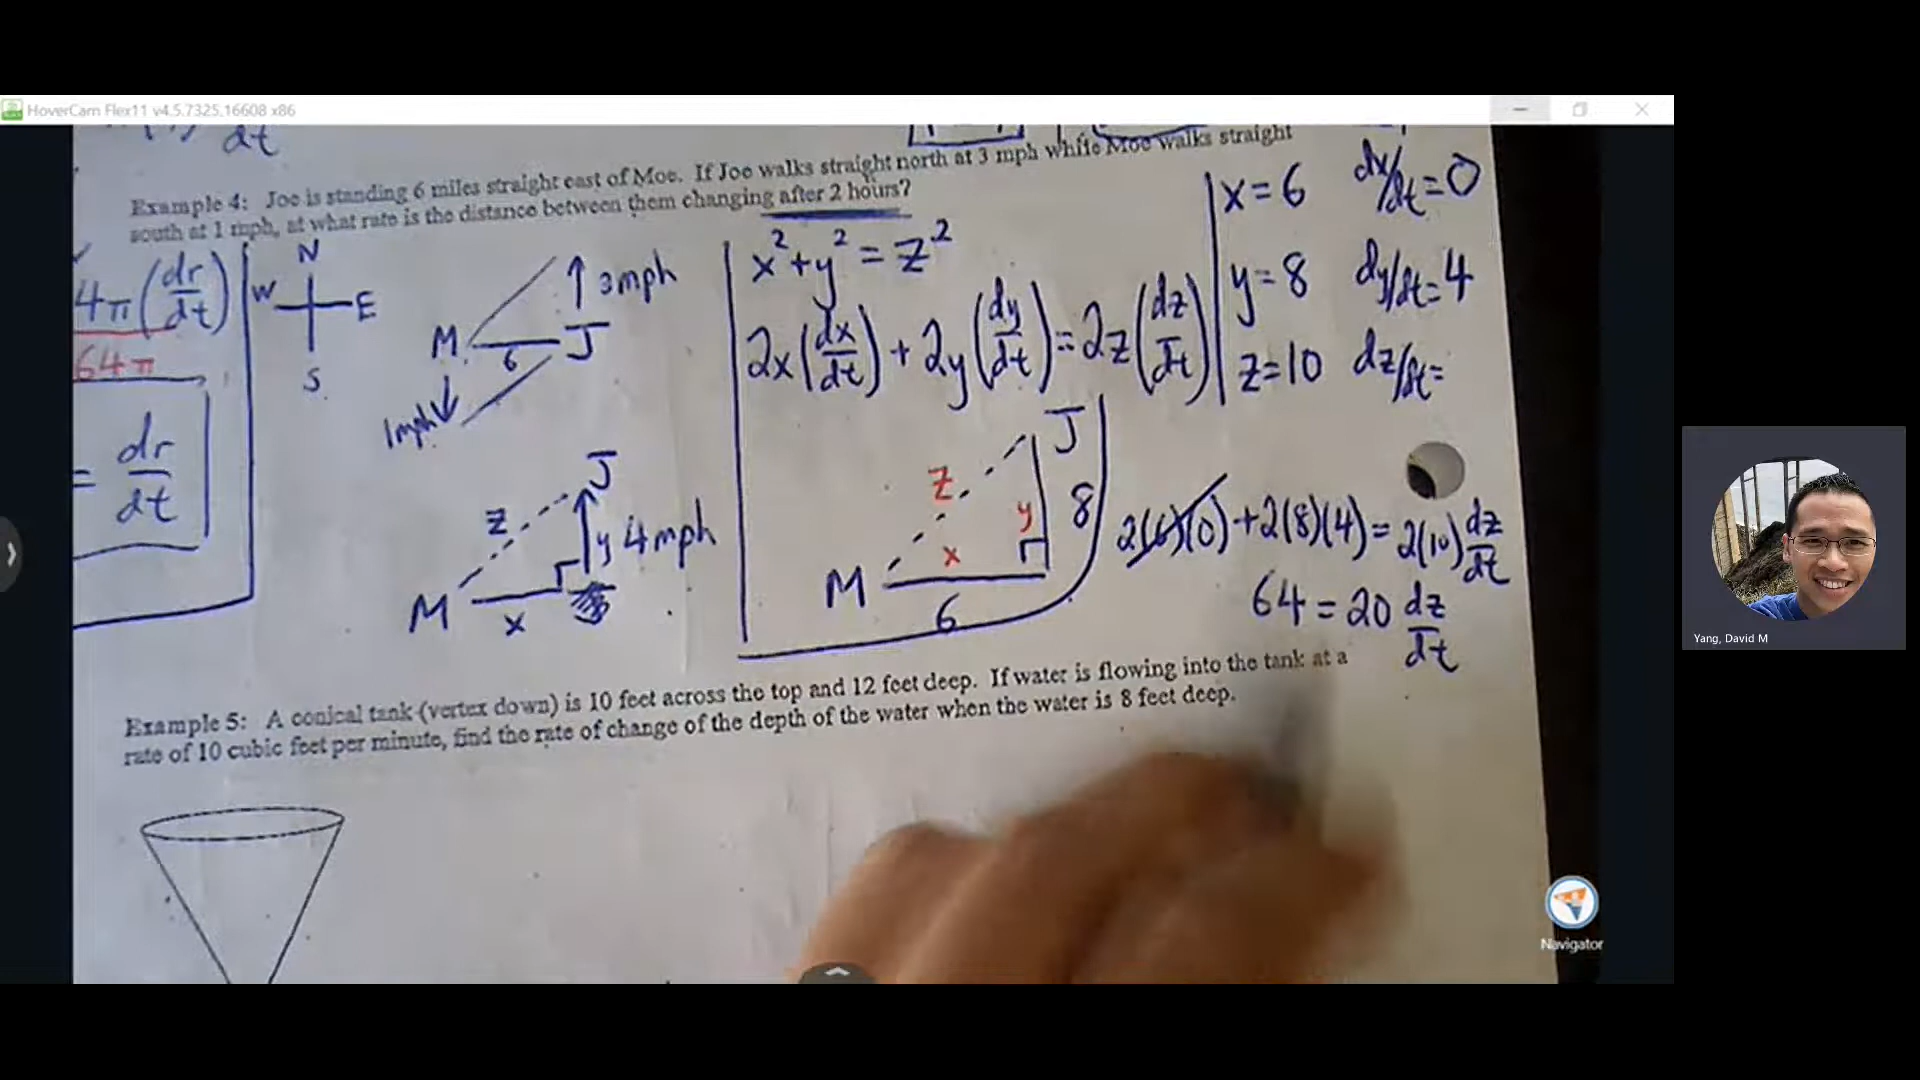 HoverCam Flex11 v4.5.7325.16608 x86
dt
Example 4: Joe is standing 6 miles straight east of Moe. If Joe walks straight north at 3 mph while Moe walks straight
south at 1 mph, at what rate is the distance between them changing after 2 hours?
4π(dr/dt)
64π
= dr/dt
N
W E
S
3mph
M 6 J
1mph
J
z y 4mph
M x
x²+y²=z²
2x(dx/dt)+2y(dy/dt)=2z(dz/dt)
J
z y 8
x
M
6
x=6 dx/dt=0
y=8 dy/dt=4
z=10 dz/dt=
2(6)(0)+2(8)(4)=2(10)dz/dt
64=20 dz/dt
Example 5: A conical tank (vertex down) is 10 feet across the top and 12 feet deep. If water is flowing into the tank at a
rate of 10 cubic feet per minute, find the rate of change of the depth of the water when the water is 8 feet deep.
Navigator
Yang, David M